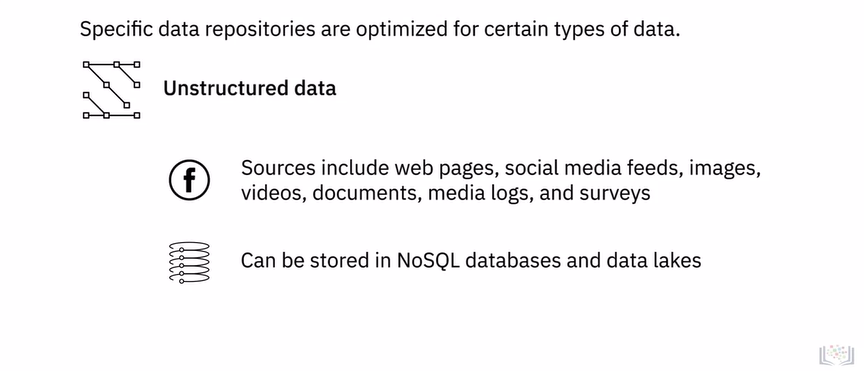 Specific data repositories are optimized for certain types of data.
Unstructured data
f
Sources include web pages, social media feeds, images,
videos, documents, media logs, and surveys
Can be stored in NoSQL databases and data lakes